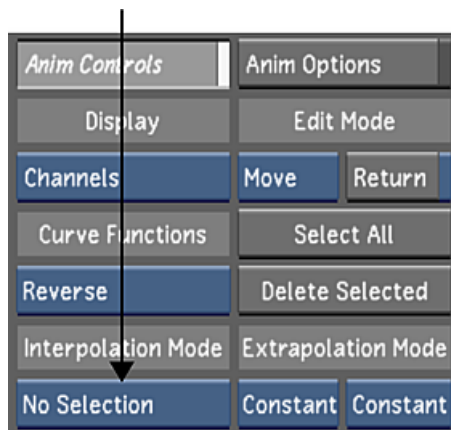 Anim Controls Anim Options
Display Edit Mode
Channels Move Return
Curve Functions Select All
Reverse Delete Selected
Interpolation Mode Extrapolation Mode
No Selection Constant Constant